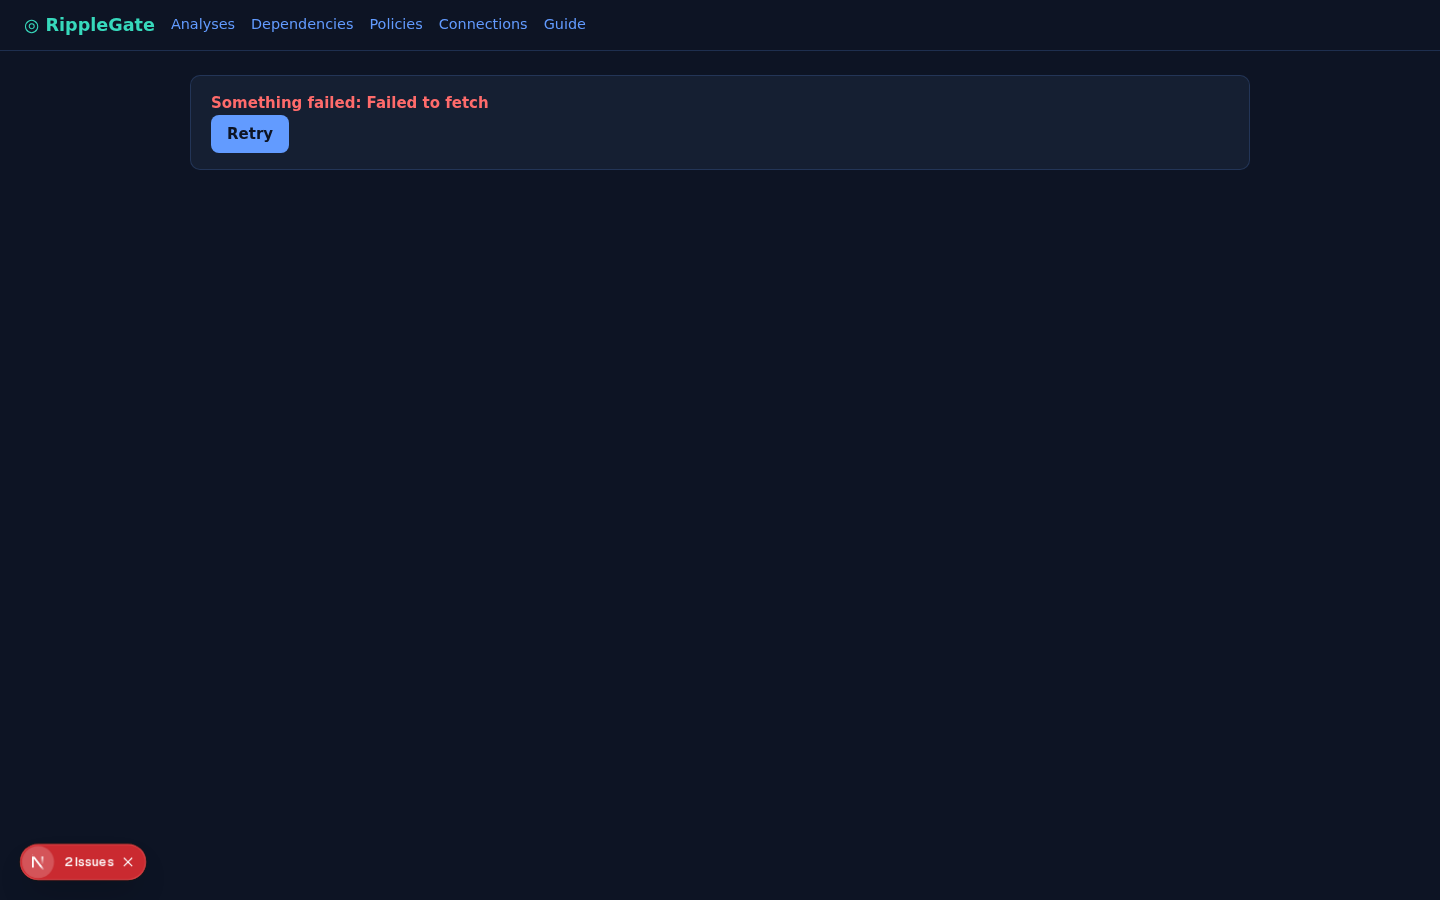 ◎ RippleGate Analyses Dependencies Policies Connections Guide
Something failed: Failed to fetch
Retry
2 Issues